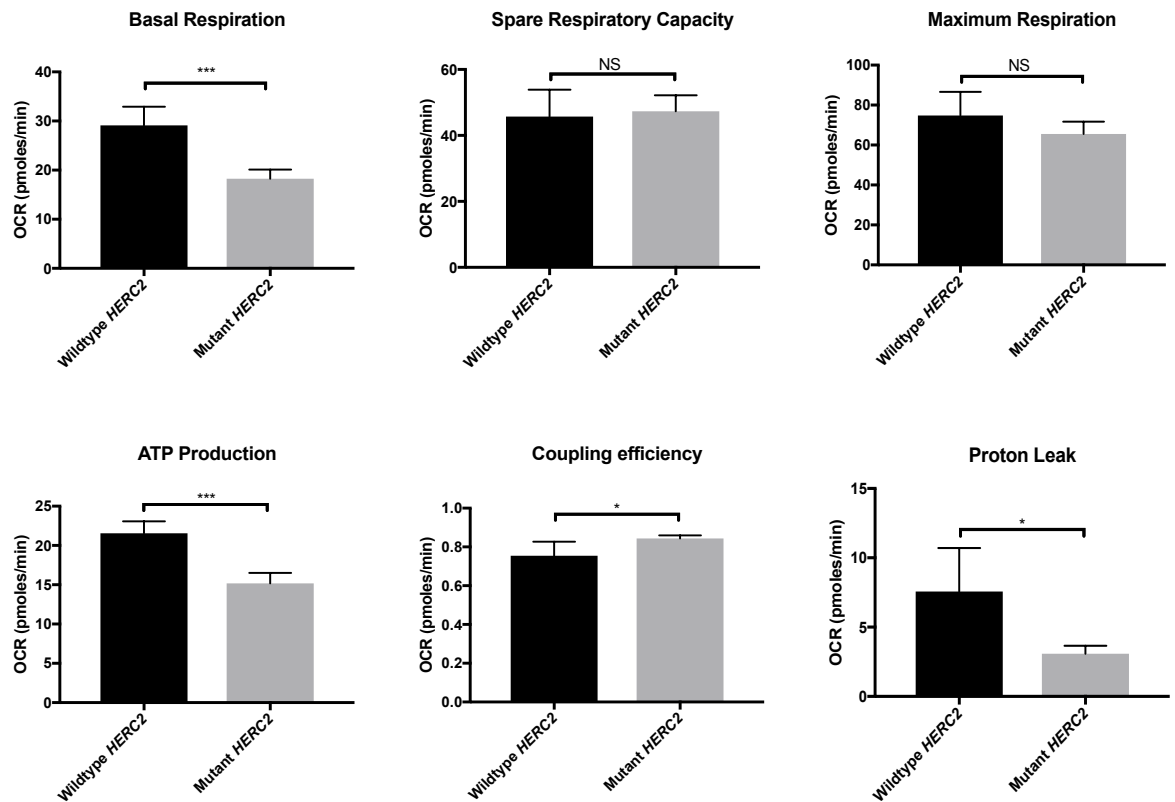 Basal Respiration
OCR (pmoles/min)
40
30
20
10
0
***
Wildtype HERC2
Mutant HERC2
Spare Respiratory Capacity
OCR (pmoles/min)
60
40
20
0
NS
Wildtype HERC2
Mutant HERC2
Maximum Respiration
OCR (pmoles/min)
100
80
60
40
20
0
NS
Wildtype HERC2
Mutant HERC2
ATP Production
OCR (pmoles/min)
25
20
15
10
5
0
***
Wildtype HERC2
Mutant HERC2
Coupling efficiency
OCR (pmoles/min)
1.0
0.8
0.6
0.4
0.2
0.0
*
Wildtype HERC2
Mutant HERC2
Proton Leak
OCR (pmoles/min)
15
10
5
0
*
Wildtype HERC2
Mutant HERC2